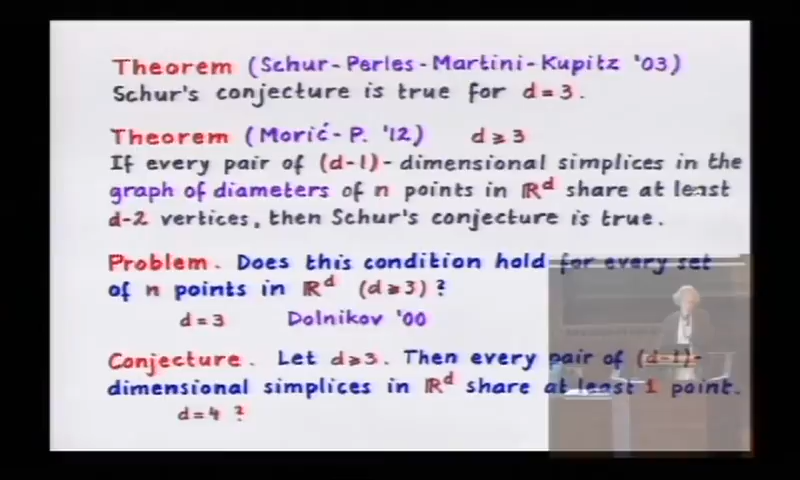 Theorem (Schur-Perles-Martini-Kupitz '03)
Schur's conjecture is true for d = 3.
Theorem (Morić-P. '12) d ≥ 3
If every pair of (d-1)-dimensional simplices in the
graph of diameters of n points in ℝᵈ share at least
d-2 vertices, then Schur's conjecture is true.
Problem. Does this condition hold for every set
of n points in ℝᵈ (d ≥ 3)?
d = 3 Dolnikov '00
Conjecture. Let d ≥ 3. Then every pair of (d-1)-
dimensional simplices in ℝᵈ share at least 1 point.
d = 4 ?